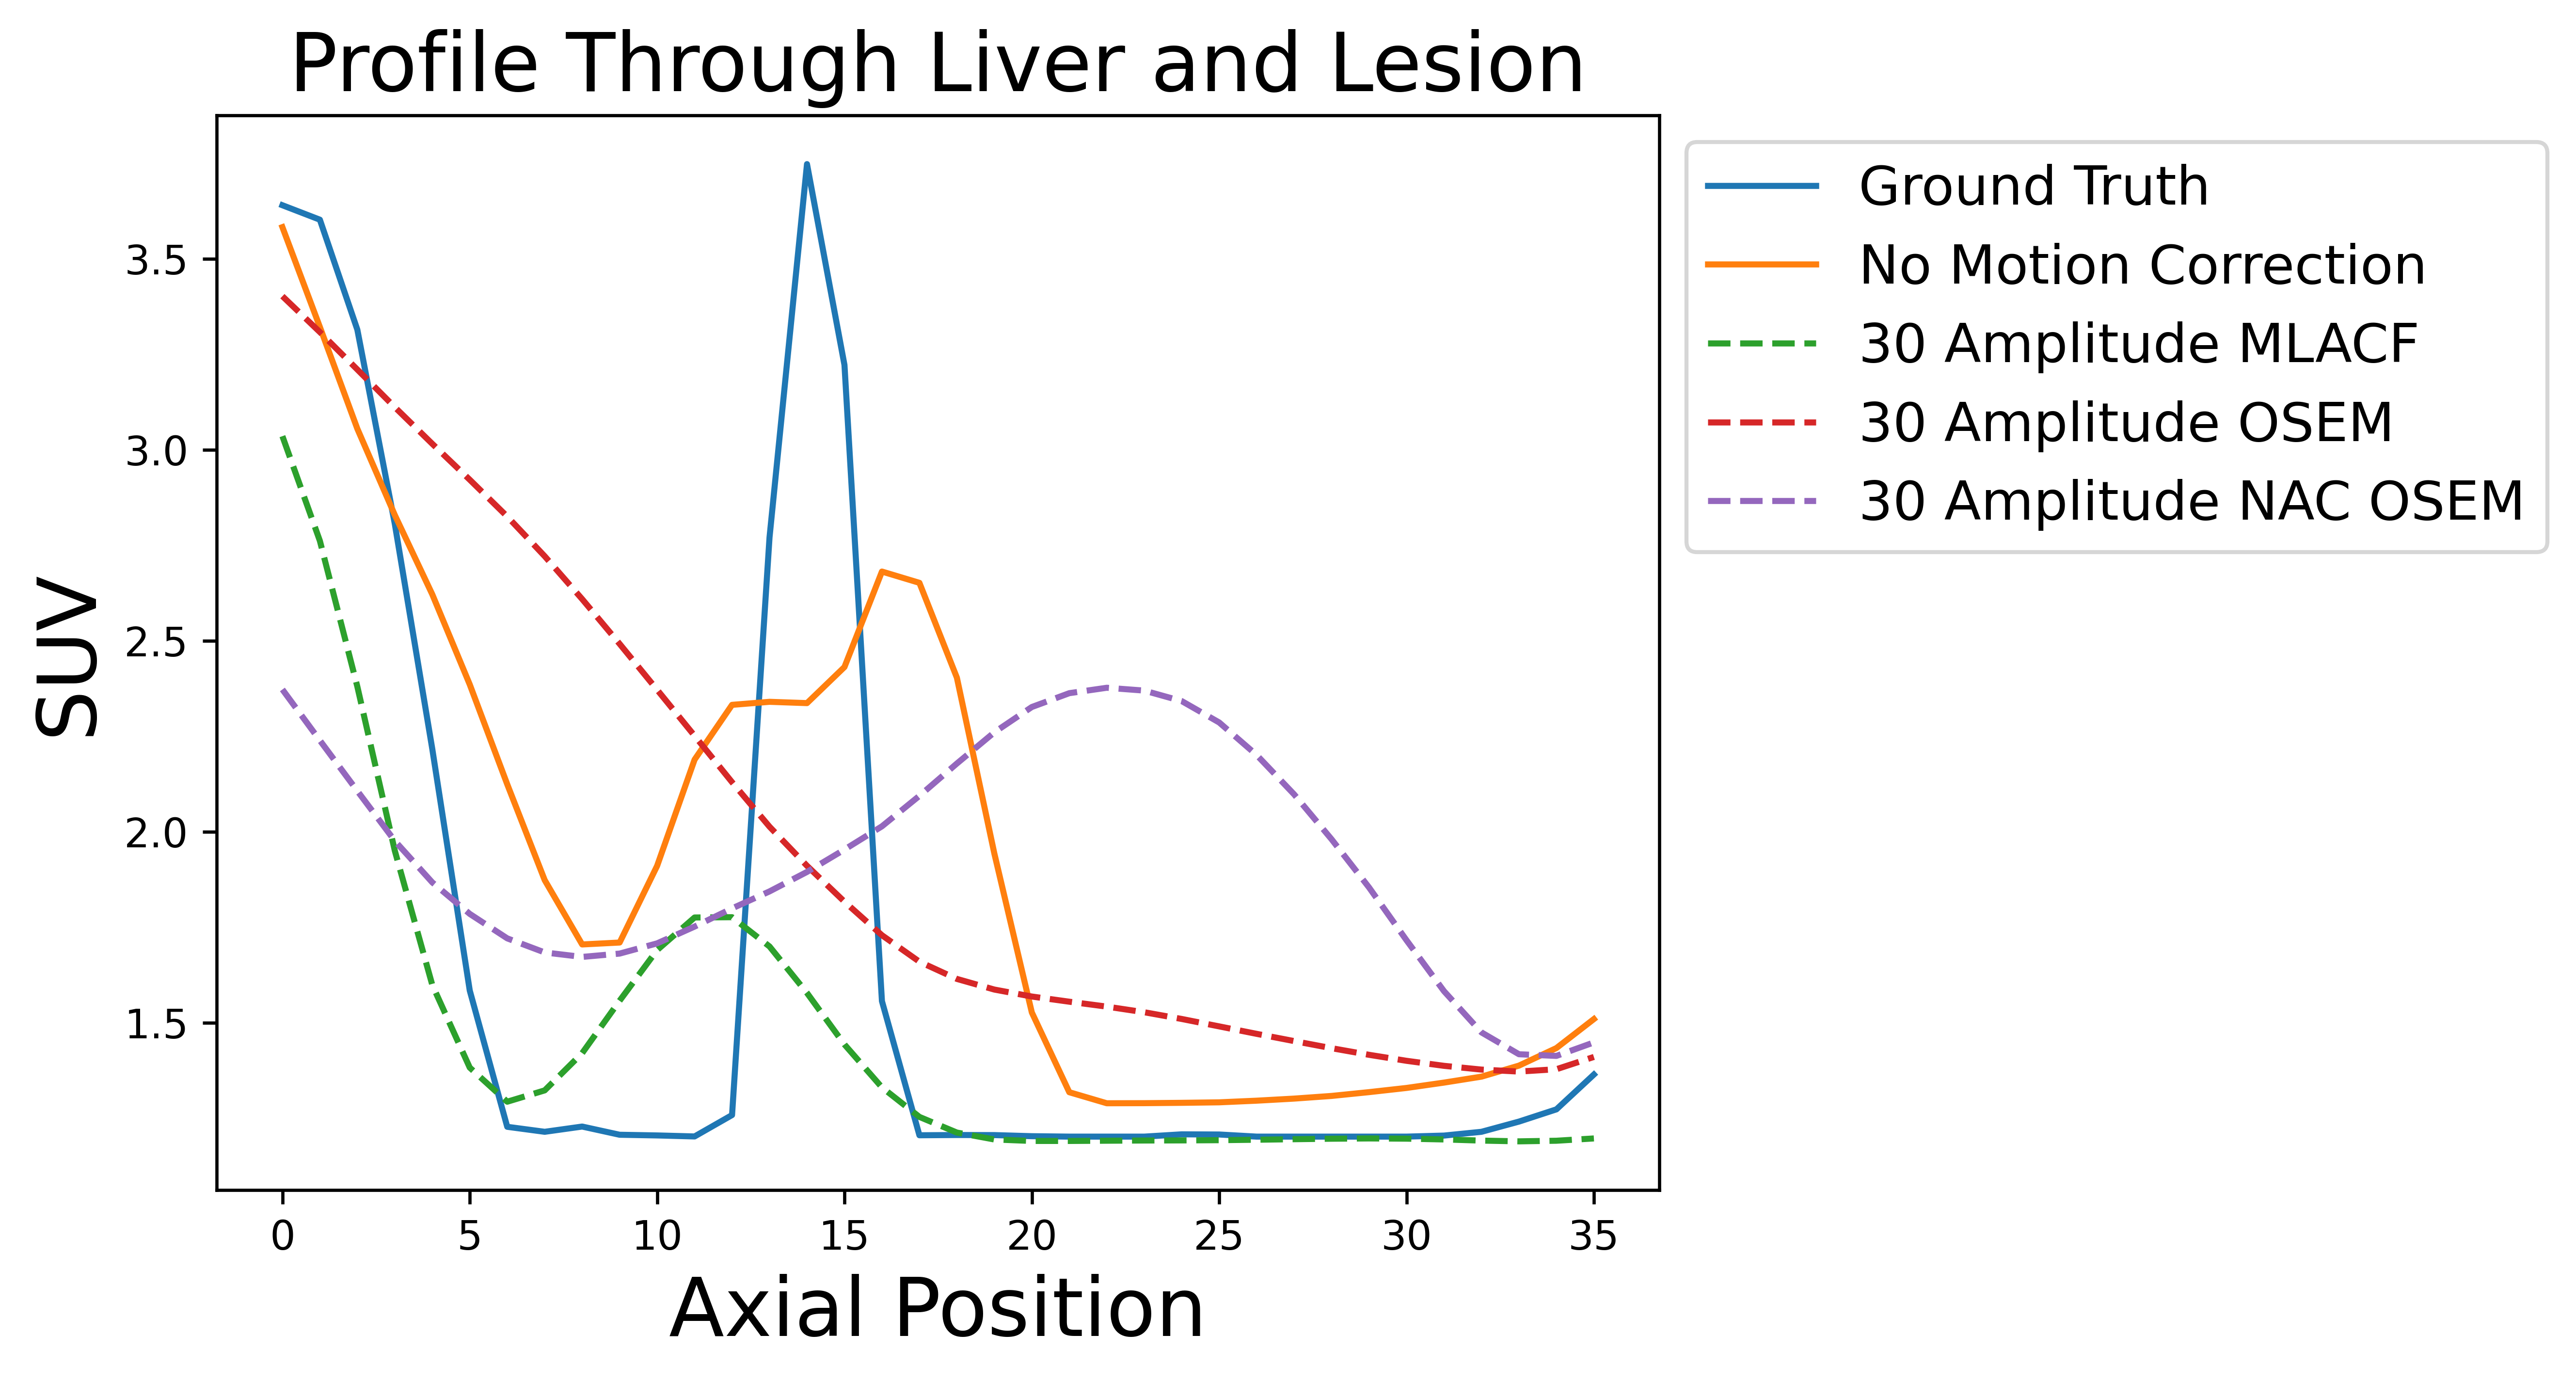 Profile Through Liver and Lesion
SUV
3.5
3.0
2.5
2.0
1.5
0 5 10 15 20 25 30 35
Axial Position
Ground Truth
No Motion Correction
30 Amplitude MLACF
30 Amplitude OSEM
30 Amplitude NAC OSEM